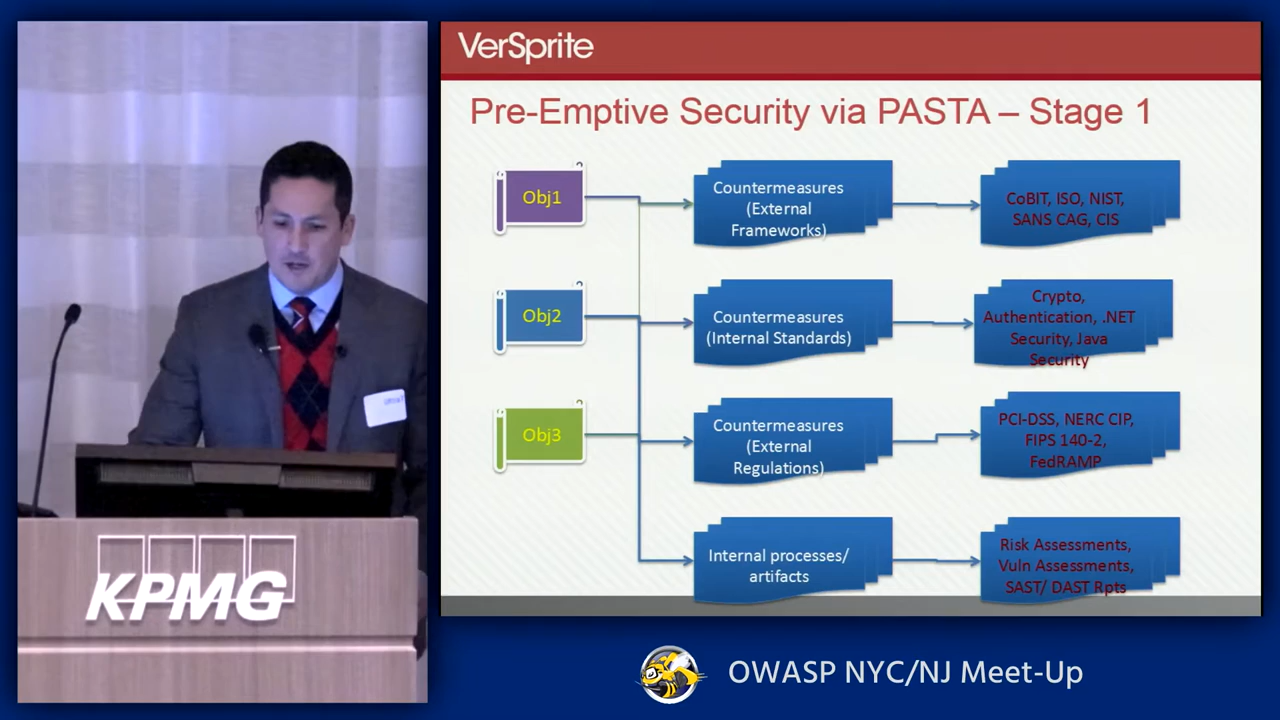 VerSprite
Pre-Emptive Security via PASTA – Stage 1
Obj1
Countermeasures
(External
Frameworks)
CoBIT, ISO, NIST,
SANS CAG, CIS
Obj2
Countermeasures
(Internal Standards)
Crypto,
Authentication, .NET
Security, Java
Security
Obj3
Countermeasures
(External
Regulations)
PCI-DSS, NERC CIP,
FIPS 140-2,
FedRAMP
Internal processes/
artifacts
Risk Assessments,
Vuln Assessments,
SAST/ DAST Rpts
KPMG
OWASP NYC/NJ Meet-Up